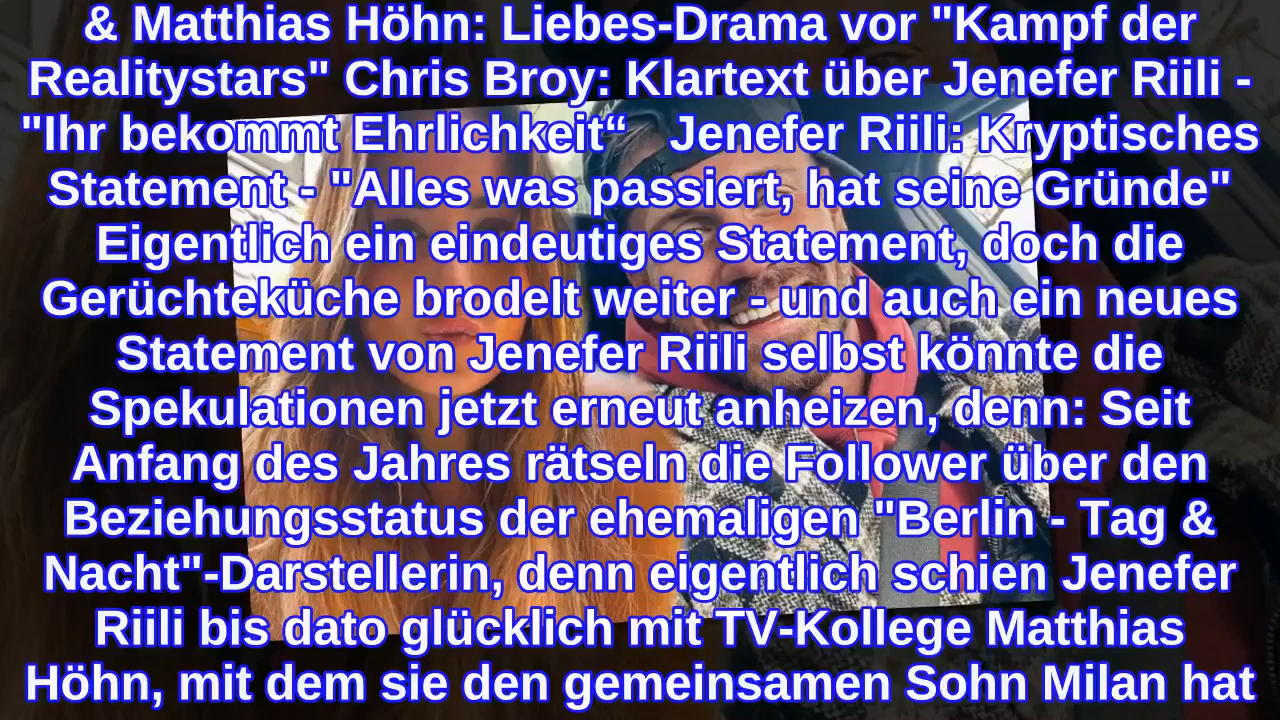 & Matthias Höhn: Liebes-Drama vor "Kampf der
Realitystars" Chris Broy: Klartext über Jenefer Riili -
"Ihr bekommt Ehrlichkeit“ Jenefer Riili: Kryptisches
Statement - "Alles was passiert, hat seine Gründe"
Eigentlich ein eindeutiges Statement, doch die
Gerüchteküche brodelt weiter - und auch ein neues
Statement von Jenefer Riili selbst könnte die
Spekulationen jetzt erneut anheizen, denn: Seit
Anfang des Jahres rätseln die Follower über den
Beziehungsstatus der ehemaligen "Berlin - Tag &
Nacht"-Darstellerin, denn eigentlich schien Jenefer
Riili bis dato glücklich mit TV-Kollege Matthias
Höhn, mit dem sie den gemeinsamen Sohn Milan hat